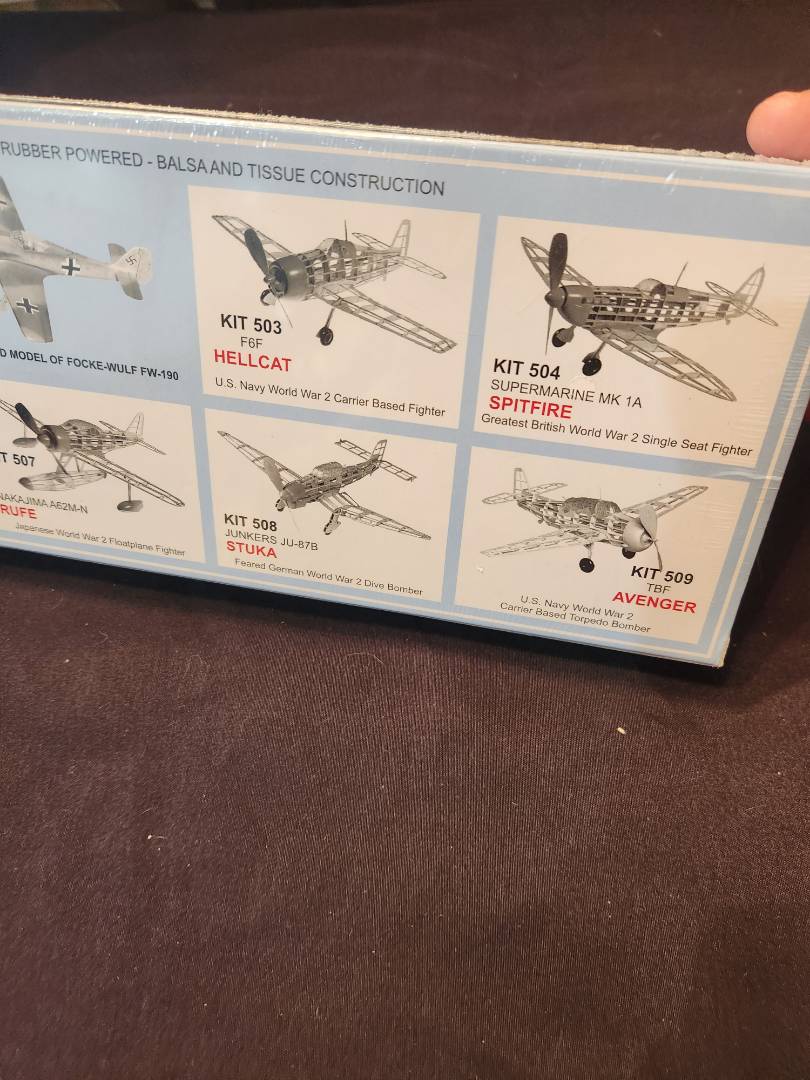 RUBBER POWERED - BALSA AND TISSUE CONSTRUCTION
MODEL OF FOCKE-WULF FW-190
KIT 503
F6F
HELLCAT
U.S. Navy World War 2 Carrier Based Fighter
KIT 504
SUPERMARINE MK 1A
SPITFIRE
Greatest British World War 2 Single Seat Fighter
507
NAKAJIMA A62M-N
RUFE
Japanese World War 2 Floatplane Fighter
KIT 508
JUNKERS JU-87B
STUKA
Feared German World War 2 Dive Bomber
KIT 509
TBF
AVENGER
U.S. Navy World War 2
Carrier Based Torpedo Bomber